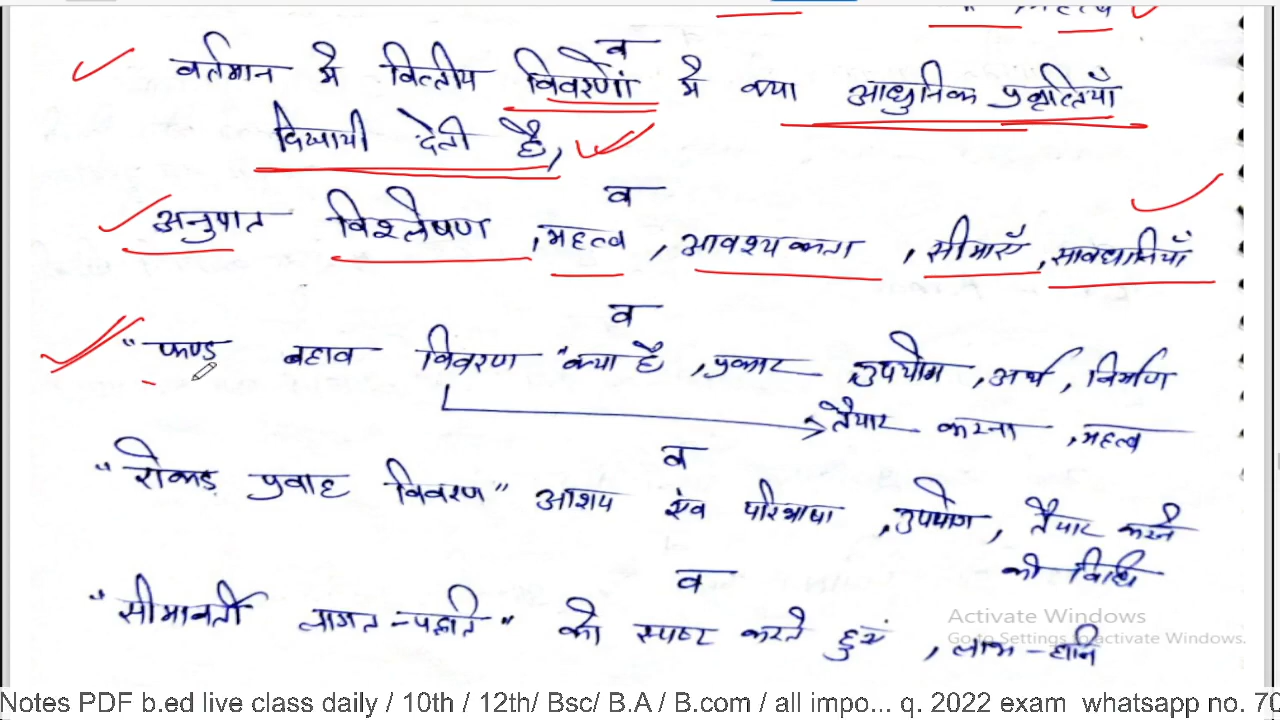 " महत्व
व
वर्तमान मे वित्तीय विवरणों मे क्या आधुनिक प्रवृत्तियाँ
दिखायी देती है,
व
अनुपात विश्लेषण, महत्व, आवश्यकता, सीमाएँ, सावधानियाँ
व
"फण्ड बहाव विवरण "क्या है, प्रकार उपयोग, अर्थ, निर्माण
तैयार करना, महत्व
व
"रोकड़ प्रवाह विवरण" आशय एंव परिभाषा, उपयोग, तैयार करने
की विधि
व
"सीमावर्ती लागत-पद्धति" को स्पष्ट करते हुयें, लाभ-हानि
Activate Windows
Go to Settings to activate Windows.
Notes PDF b.ed live class daily / 10th / 12th/ Bsc/ B.A / B.com / all impo... q. 2022 exam whatsapp no. 70